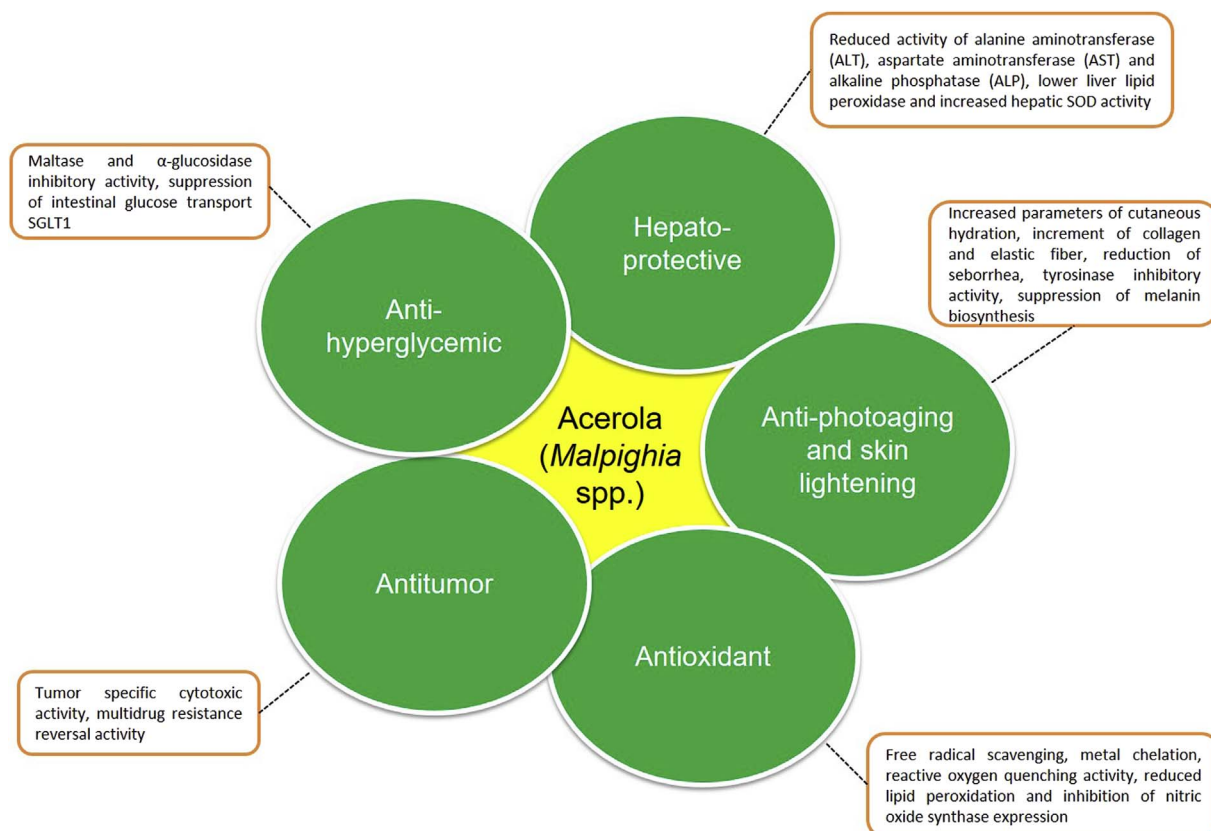 Reduced activity of alanine aminotransferase
(ALT), aspartate aminotransferase (AST) and
alkaline phosphatase (ALP), lower liver lipid
peroxidase and increased hepatic SOD activity
Maltase and α-glucosidase
inhibitory activity, suppression
of intestinal glucose transport
SGLT1
Hepato-
protective
Increased parameters of cutaneous
hydration, increment of collagen
and elastic fiber, reduction of
seborrhea, tyrosinase inhibitory
activity, suppression of melanin
biosynthesis
Anti-
hyperglycemic
Acerola
(Malpighia
spp.)
Anti-photoaging
and skin
lightening
Antitumor
Antioxidant
Tumor specific cytotoxic
activity, multidrug resistance
reversal activity
Free radical scavenging, metal chelation,
reactive oxygen quenching activity, reduced
lipid peroxidation and inhibition of nitric
oxide synthase expression